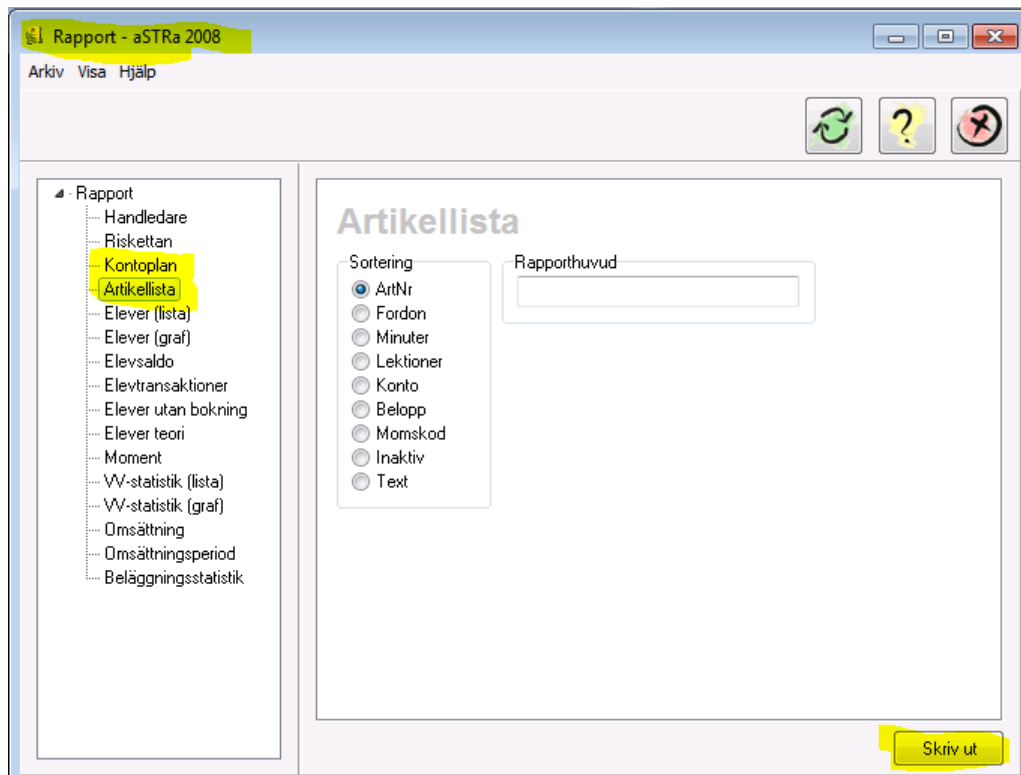 Rapport - aSTRa 2008
Arkiv Visa Hjälp
Rapport
Handledare
Riskettan
Kontoplan
Artikellista
Elever (lista)
Elever (graf)
Elevsaldo
Elevtransaktioner
Elever utan bokning
Elever teori
Moment
VV-statistik (lista)
VV-statistik (graf)
Omsättning
Omsättningsperiod
Beläggningsstatistik
Artikellista
Sortering
ArtNr
Fordon
Minuter
Lektioner
Konto
Belopp
Momskod
Inaktiv
Text
Rapporthuvud
Skriv ut